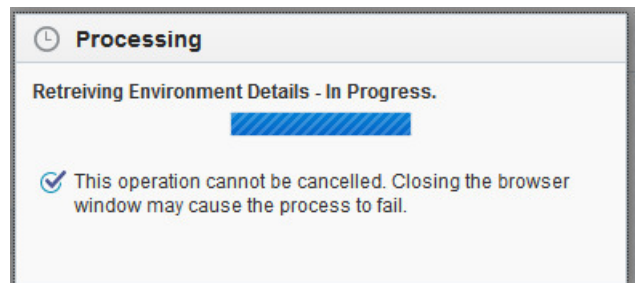 Processing
Retreiving Environment Details - In Progress.
This operation cannot be cancelled. Closing the browser
window may cause the process to fail.